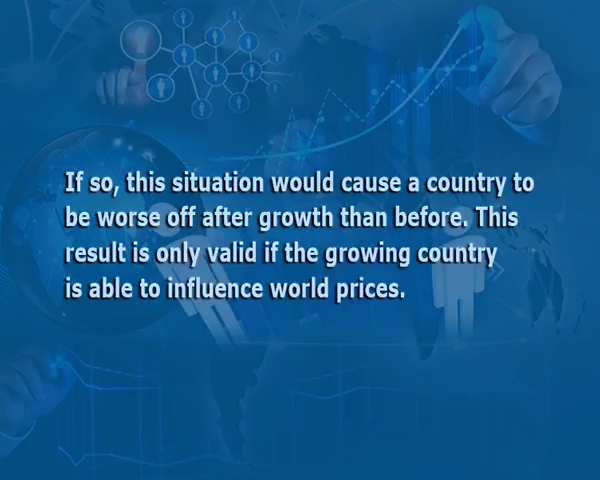 If so, this situation would cause a country to
be worse off after growth than before. This
result is only valid if the growing country
is able to influence world prices.